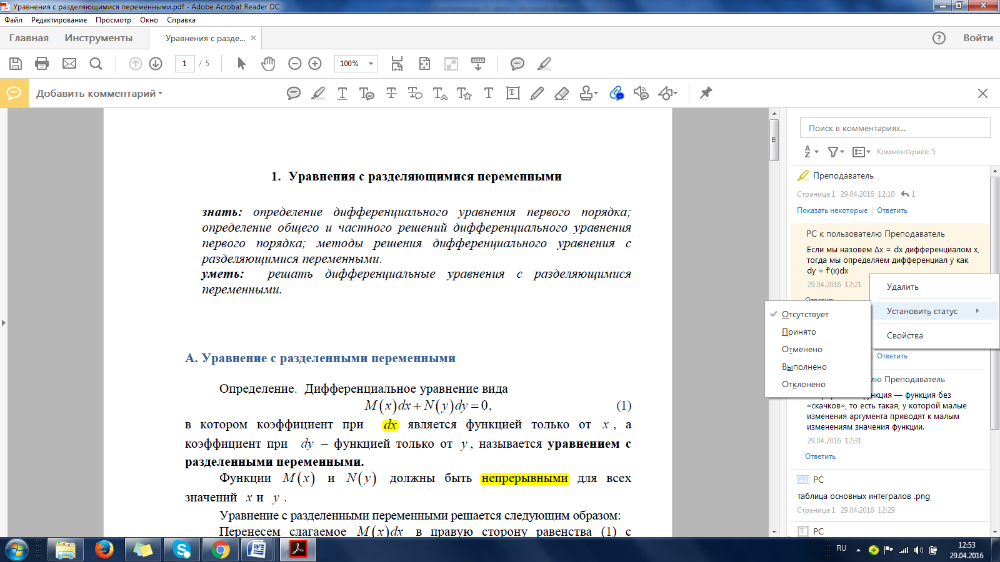 Уравнения с разделяющимися переменными.pdf - Adobe Acrobat Reader DC
Файл Редактирование Просмотр Окно Справка
Главная Инструменты Уравнения с разде... × Войти
1 / 5 100%
Добавить комментарий
1. Уравнения с разделяющимися переменными
знать: определение дифференциального уравнения первого порядка;
определение общего и частного решений дифференциального уравнения
первого порядка; методы решения дифференциального уравнения с
разделяющимися переменными.
уметь: решать дифференциальные уравнения с разделяющимися
переменными.
А. Уравнение с разделенными переменными
Определение. Дифференциальное уравнение вида
M(x)dx + N(y)dy = 0, (1)
в котором коэффициент при dx является функцией только от x , а
коэффициент при dy – функцией только от y , называется уравнением с
разделенными переменными.
Функции M(x) и N(y) должны быть непрерывными для всех
значений x и y .
Уравнение с разделенными переменными решается следующим образом:
Перенесем слагаемое M(x)dx в правую сторону равенства (1) с
Поиск в комментариях...
Комментариев: 5
Преподаватель
Страница 1 29.04.2016 12:10 1
Показать некоторые | Ответить
PC к пользователю Преподаватель
Если мы назовем Δx = dx дифференциалом x,
тогда мы определяем дифференциал y как
dy = f'(x)dx
29.04.2016 12:21
Ответить
Удалить
Установить статус
Свойства
Отсутствует
Принято
Отменено
Выполнено
Отклонено
Ответить
лю Преподаватель
кция — функция без
«скачков», то есть такая, у которой малые
изменения аргумента приводят к малым
изменениям значения функции.
29.04.2016 12:31
Ответить
PC
таблица основных интегралов .png
Страница 1 29.04.2016 12:29
PC
RU 12:53
29.04.2016